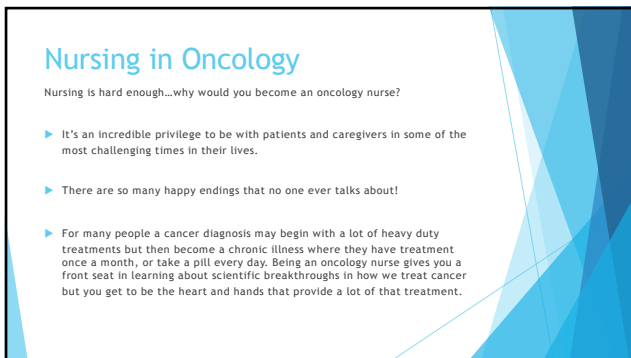 Nursing in Oncology
Nursing is hard enough…why would you become an oncology nurse?
It’s an incredible privilege to be with patients and caregivers in some of the
most challenging times in their lives.
There are so many happy endings that no one ever talks about!
For many people a cancer diagnosis may begin with a lot of heavy duty
treatments but then become a chronic illness where they have treatment
once a month, or take a pill every day. Being an oncology nurse gives you a
front seat in learning about scientific breakthroughs in how we treat cancer
but you get to be the heart and hands that provide a lot of that treatment.